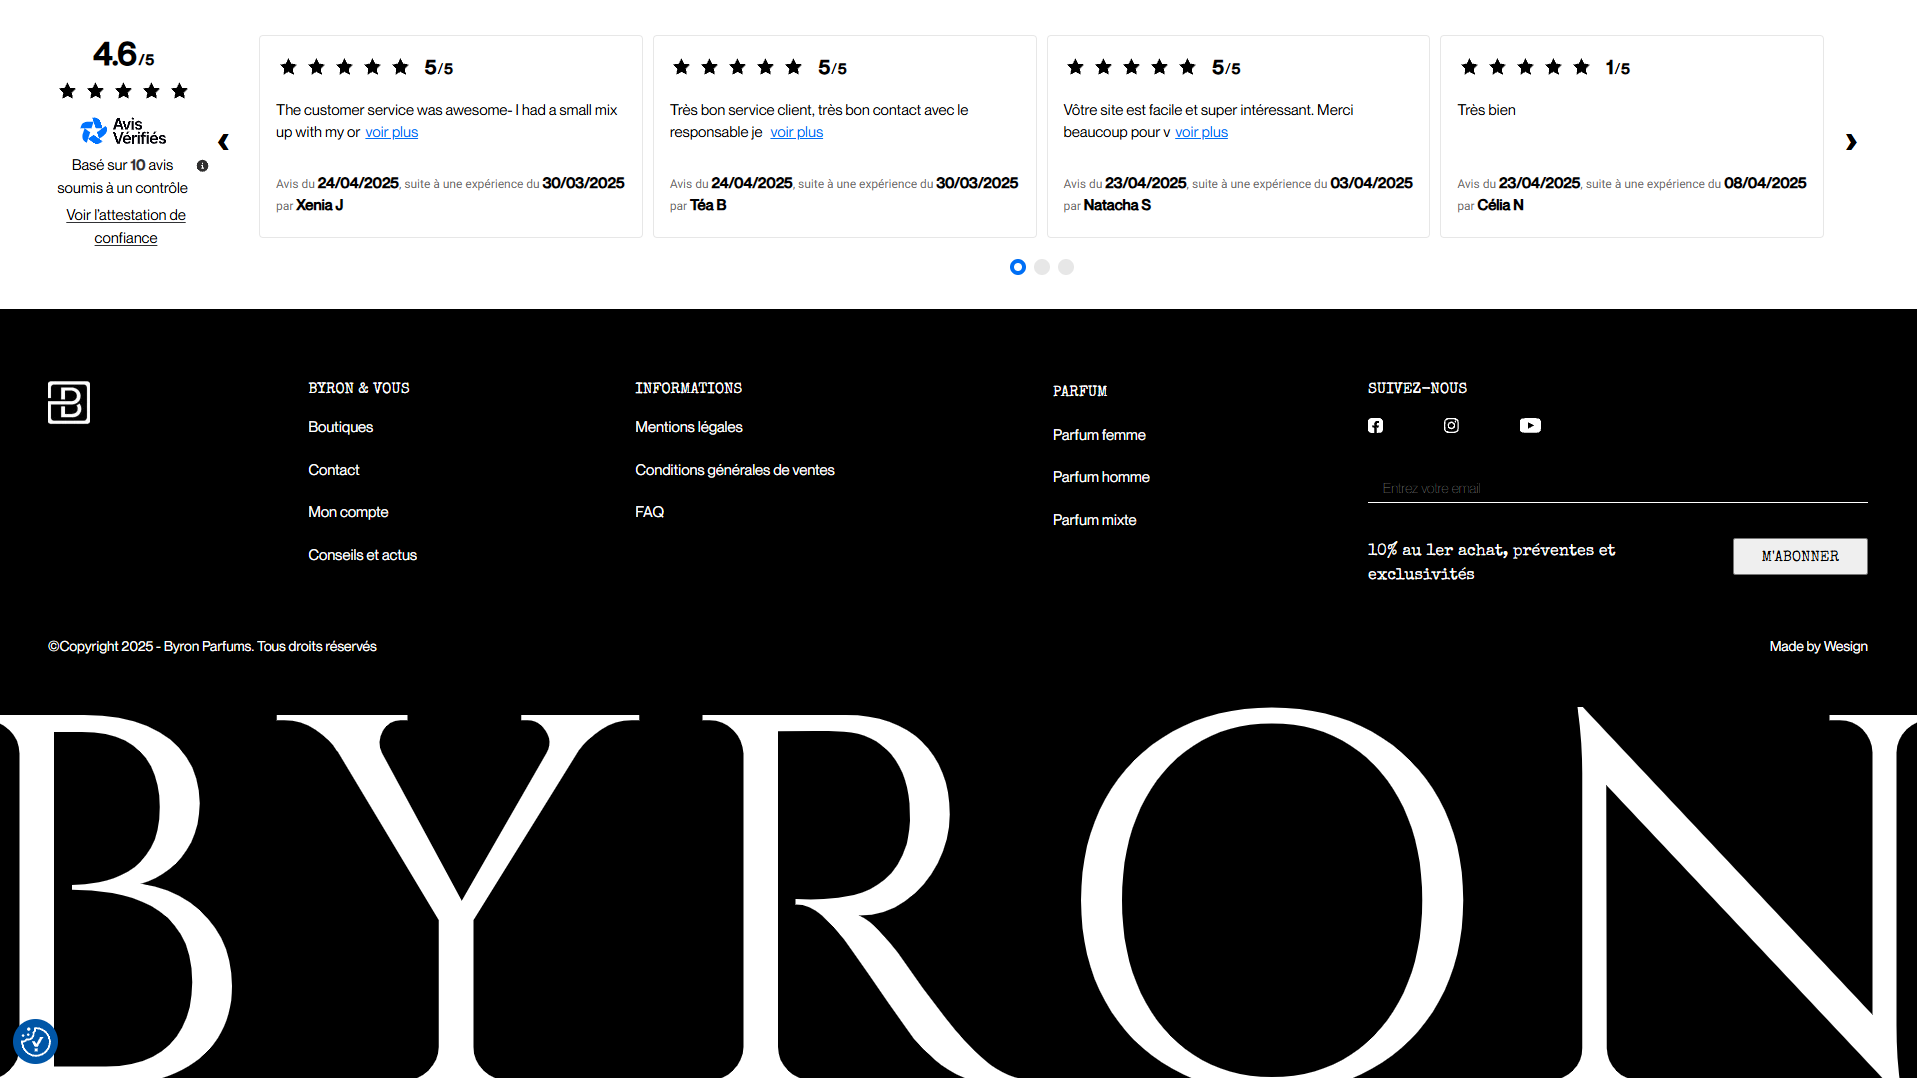 4.6/5
Avis
Vérifiés
Basé sur 10 avis
soumis à un contrôle
Voir l'attestation de
confiance
5/5
The customer service was awesome- I had a small mix
up with my or voir plus
Avis du 24/04/2025, suite à une expérience du 30/03/2025
par Xenia J
5/5
Très bon service client, très bon contact avec le
responsable je voir plus
Avis du 24/04/2025, suite à une expérience du 30/03/2025
par Téa B
5/5
Vôtre site est facile et super intéressant. Merci
beaucoup pour v voir plus
Avis du 23/04/2025, suite à une expérience du 03/04/2025
par Natacha S
1/5
Très bien
Avis du 23/04/2025, suite à une expérience du 08/04/2025
par Célia N
BYRON & VOUS
Boutiques
Contact
Mon compte
Conseils et actus
INFORMATIONS
Mentions légales
Conditions générales de ventes
FAQ
PARFUM
Parfum femme
Parfum homme
Parfum mixte
SUIVEZ-NOUS
Entrez votre email
10% au 1er achat, préventes et
exclusivités
M'ABONNER
©Copyright 2025 - Byron Parfums. Tous droits réservés
Made by Wesign
BYRON